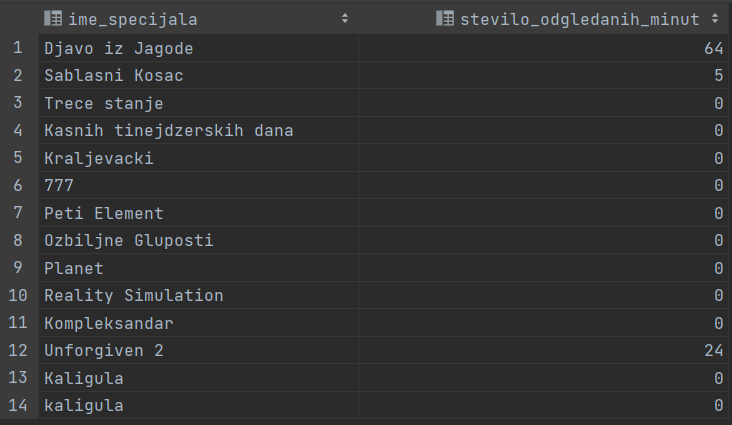 ime_specijala stevilo_odgledanih_minut
1 Djavo iz Jagode 64
2 Sablasni Kosac 5
3 Trece stanje 0
4 Kasnih tinejdzerskih dana 0
5 Kraljevacki 0
6 777 0
7 Peti Element 0
8 Ozbiljne Gluposti 0
9 Planet 0
10 Reality Simulation 0
11 Kompleksandar 0
12 Unforgiven 2 24
13 Kaligula 0
14 kaligula 0